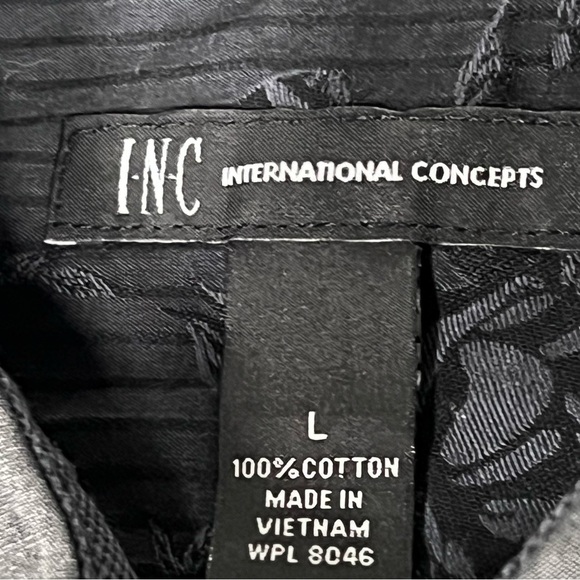 I·N·C INTERNATIONAL CONCEPTS
L
100% COTTON
MADE IN
VIETNAM
WPL 8046